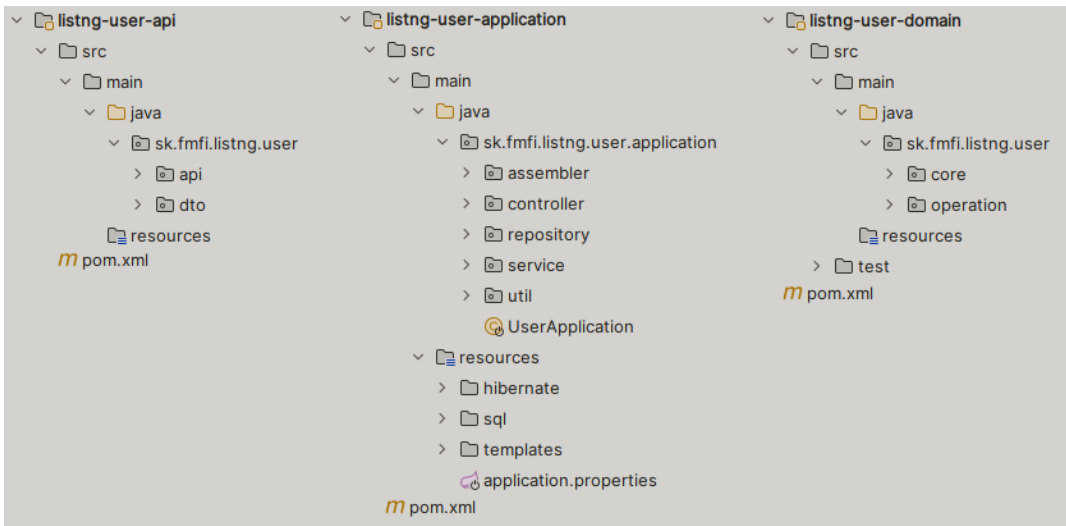 listng-user-api
src
main
java
sk.fmfi.listng.user
api
dto
resources
m pom.xml
listng-user-application
src
main
java
sk.fmfi.listng.user.application
assembler
controller
repository
service
util
UserApplication
resources
hibernate
sql
templates
application.properties
m pom.xml
listng-user-domain
src
main
java
sk.fmfi.listng.user
core
operation
resources
test
m pom.xml